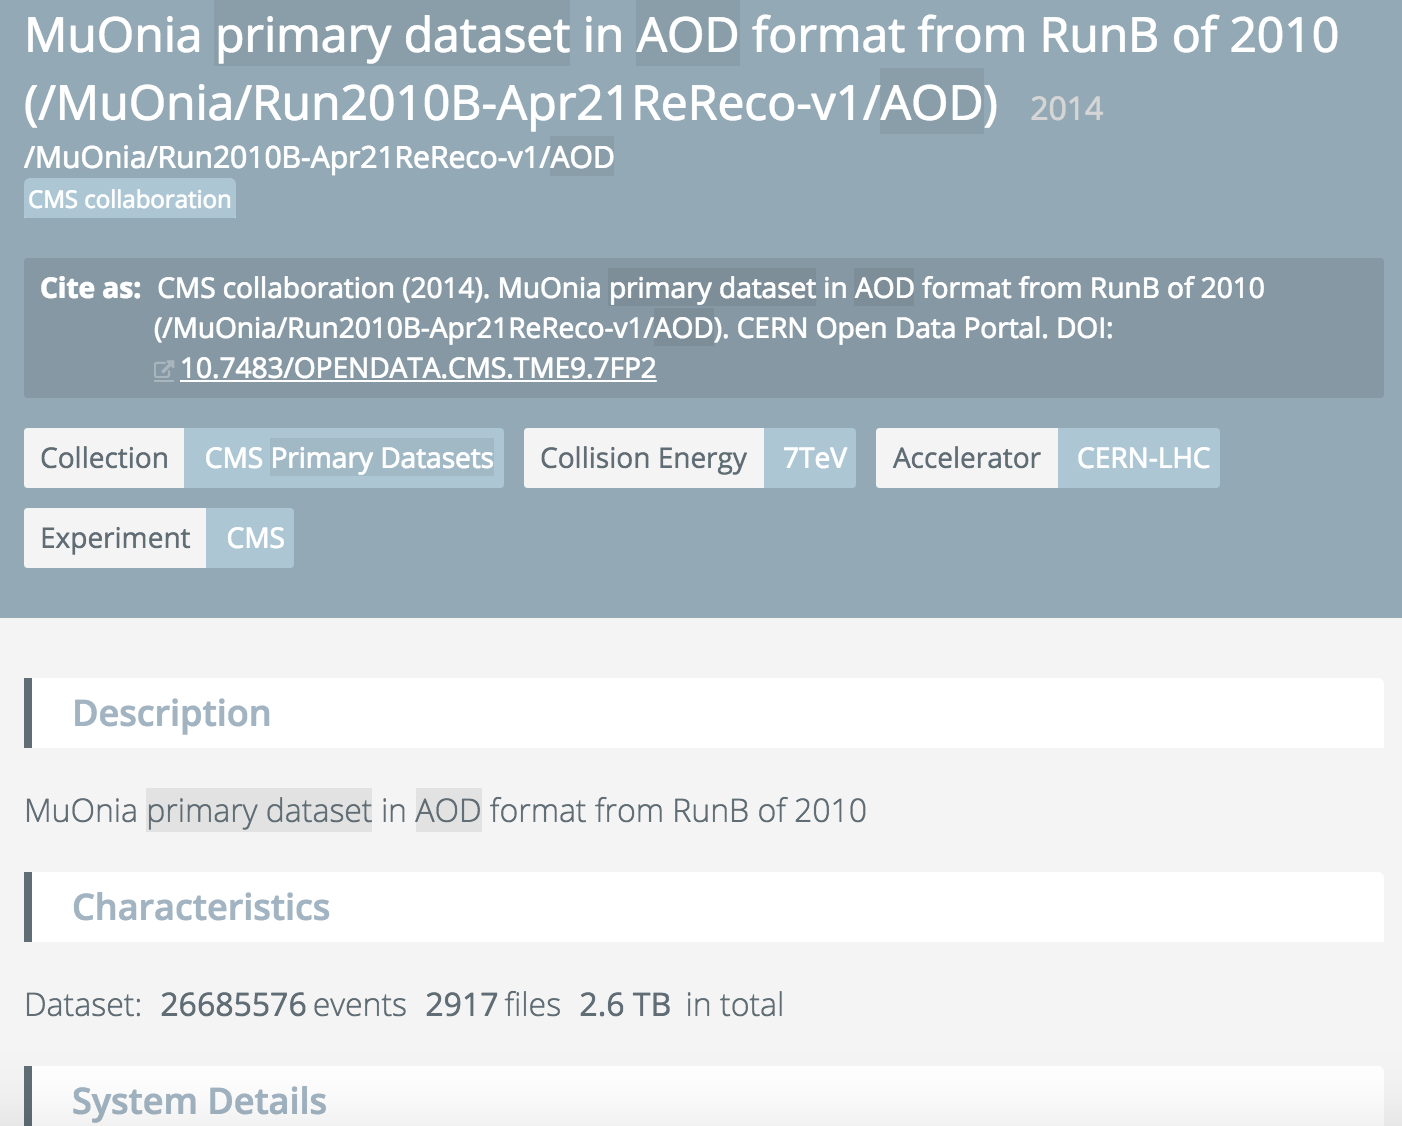 MuOnia primary dataset in AOD format from RunB of 2010
(/MuOnia/Run2010B-Apr21ReReco-v1/AOD) 2014
/MuOnia/Run2010B-Apr21ReReco-v1/AOD
CMS collaboration
Cite as: CMS collaboration (2014). MuOnia primary dataset in AOD format from RunB of 2010
(/MuOnia/Run2010B-Apr21ReReco-v1/AOD). CERN Open Data Portal. DOI:
10.7483/OPENDATA.CMS.TME9.7FP2
Collection CMS Primary Datasets Collision Energy 7TeV Accelerator CERN-LHC
Experiment CMS
Description
MuOnia primary dataset in AOD format from RunB of 2010
Characteristics
Dataset: 26685576 events 2917 files 2.6 TB in total
System Details